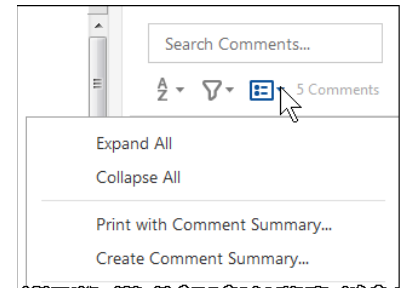 Search Comments...
A
Z
5 Comments
Expand All
Collapse All
Print with Comment Summary...
Create Comment Summary...